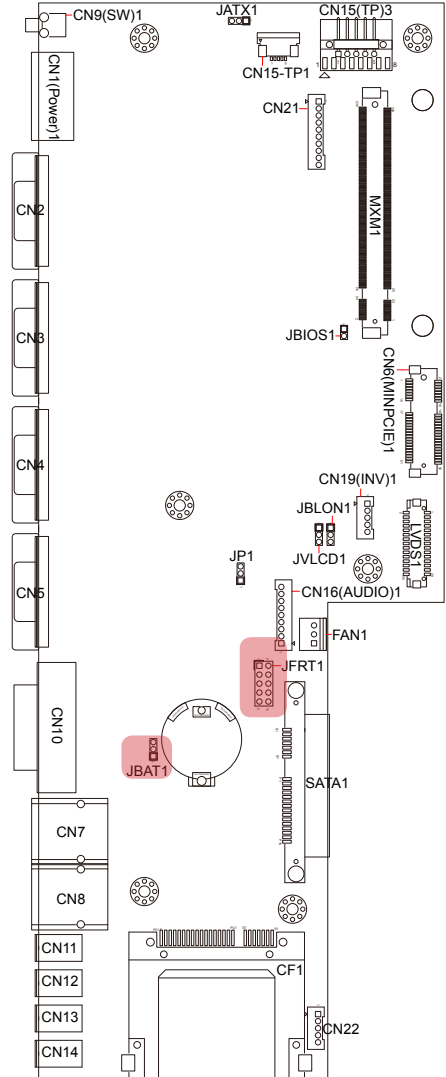 CN9(SW)1
JATX1
CN15(TP)3
CN15-TP1
1
8
CN1(Power)1
CN21
CN2
MXM1
CN3
JBIOS1
CN6(MINPCIE)1
CN4
CN19(INV)1
JBLON1
LVDS1
JVLCD1
JP1
CN5
CN16(AUDIO)1
FAN1
JFRT1
CN10
JBAT1
SATA1
CN7
CN8
CN11
CF1
CN12
CN13
CN22
CN14